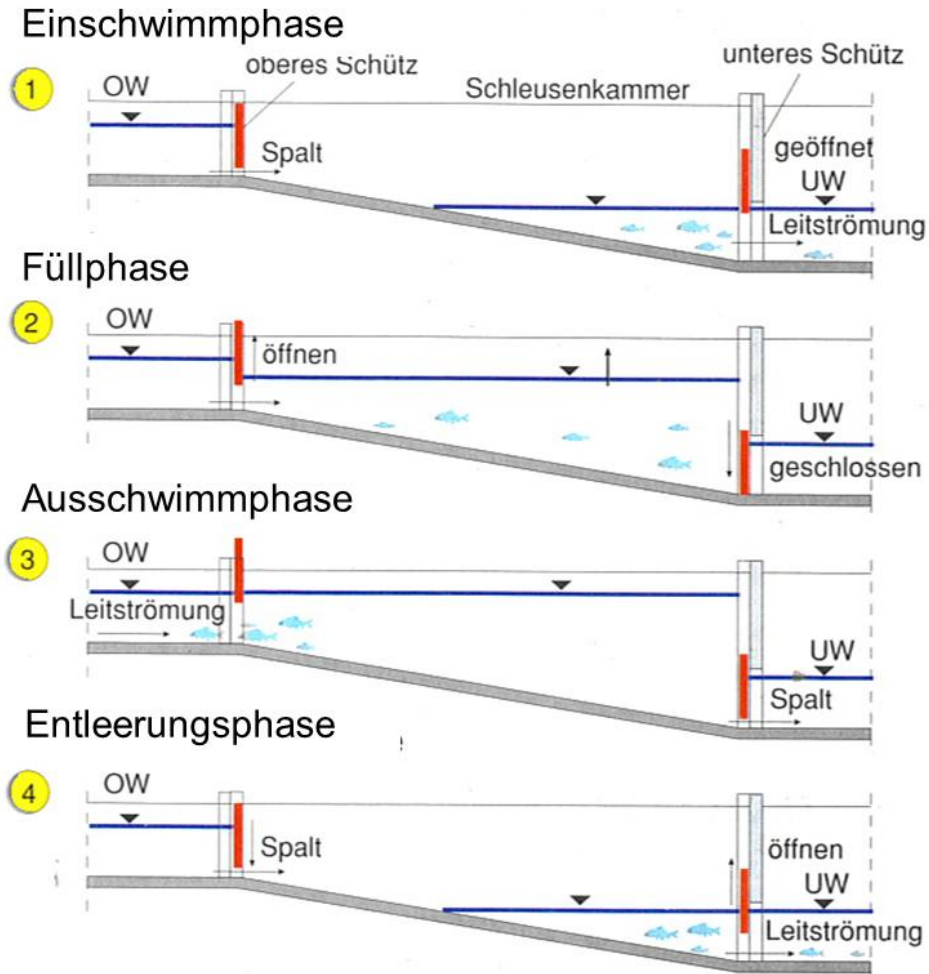 Einschwimmphase
1
OW
oberes Schütz
Schleusenkammer
unteres Schütz
Spalt
geöffnet
UW
Leitströmung
Füllphase
2
OW
öffnen
UW
geschlossen
Ausschwimmphase
3
OW
Leitströmung
UW
Spalt
Entleerungsphase
4
OW
Spalt
öffnen
UW
Leitströmung